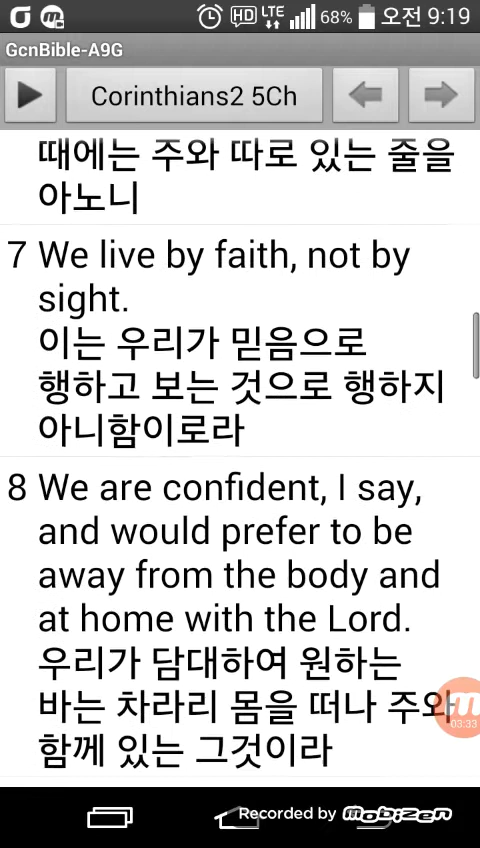 HD LTE 68% 오전 9:19
GcnBible-A9G
Corinthians2 5Ch
때에는 주와 따로 있는 줄을
아노니
7 We live by faith, not by
sight.
이는 우리가 믿음으로
행하고 보는 것으로 행하지
아니함이로라
8 We are confident, I say,
and would prefer to be
away from the body and
at home with the Lord.
우리가 담대하여 원하는
바는 차라리 몸을 떠나 주와
함께 있는 그것이라
03:33
Recorded by Mobizen